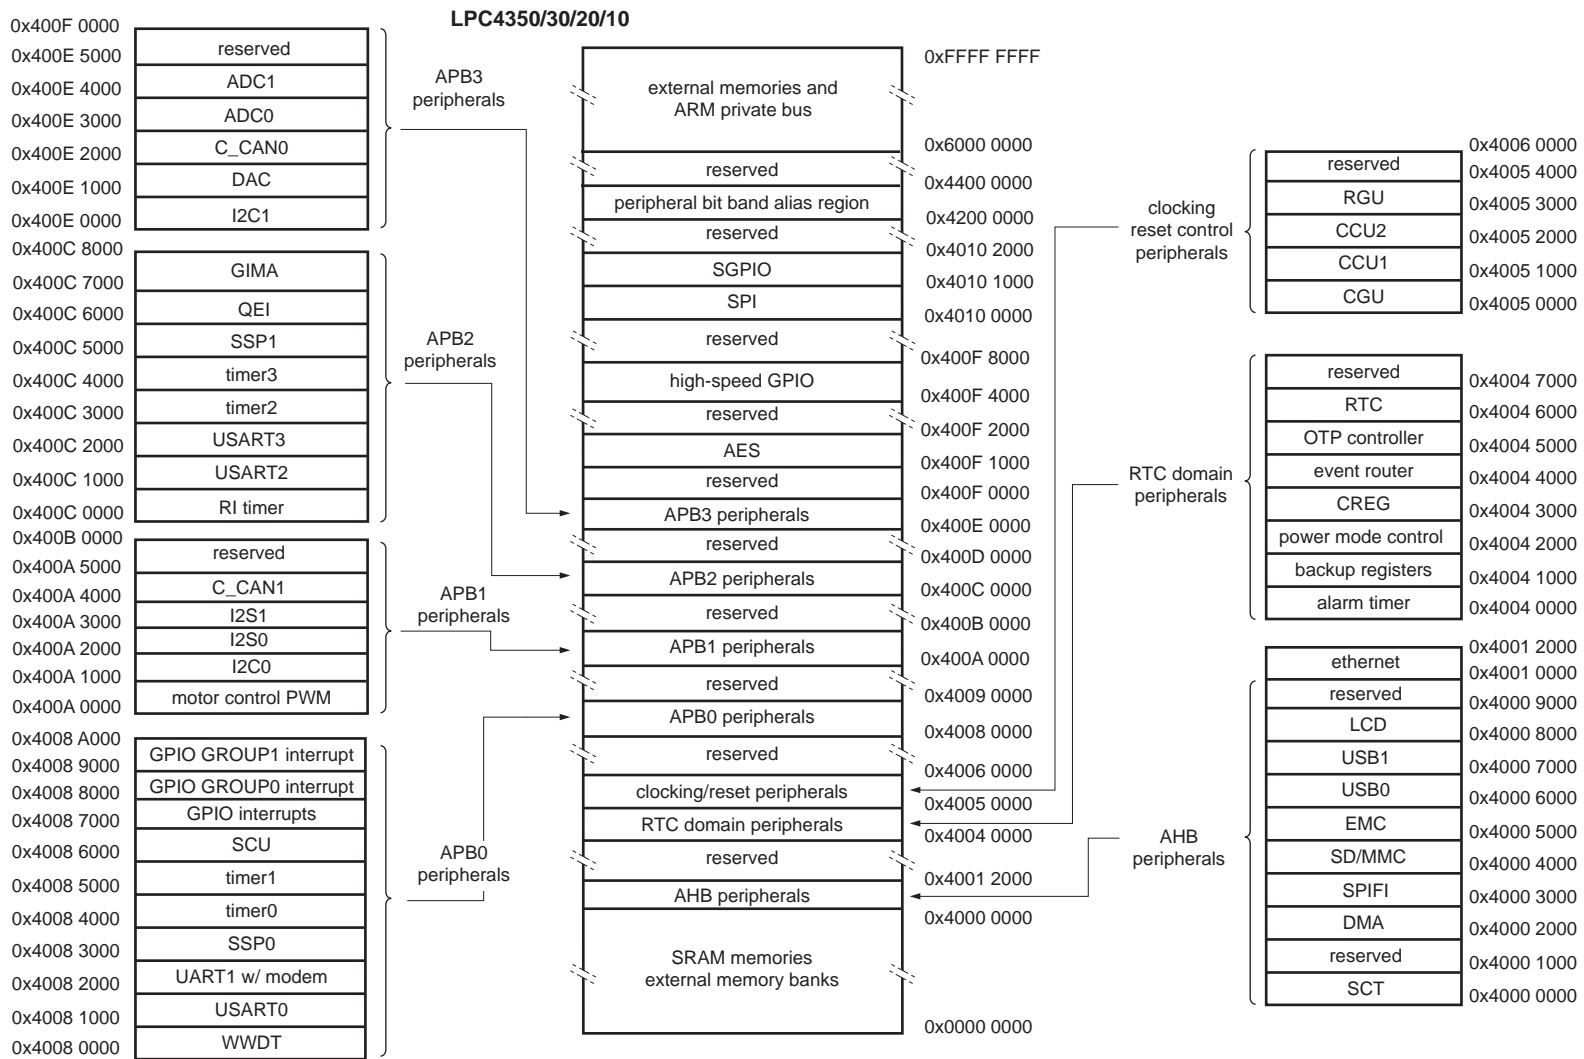 LPC4350/30/20/10
0x400F 0000
reserved
0x400E 5000
ADC1
0x400E 4000
ADC0
0x400E 3000
C_CAN0
0x400E 2000
DAC
0x400E 1000
I2C1
0x400E 0000
APB3
peripherals
0x400C 8000
GIMA
0x400C 7000
QEI
0x400C 6000
SSP1
0x400C 5000
timer3
0x400C 4000
timer2
0x400C 3000
USART3
0x400C 2000
USART2
0x400C 1000
RI timer
0x400C 0000
APB2
peripherals
0x400B 0000
reserved
0x400A 5000
C_CAN1
0x400A 4000
I2S1
0x400A 3000
I2S0
0x400A 2000
I2C0
0x400A 1000
motor control PWM
0x400A 0000
APB1
peripherals
0x4008 A000
GPIO GROUP1 interrupt
0x4008 9000
GPIO GROUP0 interrupt
0x4008 8000
GPIO interrupts
0x4008 7000
SCU
0x4008 6000
timer1
0x4008 5000
timer0
0x4008 4000
SSP0
0x4008 3000
UART1 w/ modem
0x4008 2000
USART0
0x4008 1000
WWDT
0x4008 0000
APB0
peripherals
0xFFFF FFFF
external memories and
ARM private bus
0x6000 0000
reserved
0x4400 0000
peripheral bit band alias region
0x4200 0000
reserved
0x4010 2000
SGPIO
0x4010 1000
SPI
0x4010 0000
reserved
0x400F 8000
high-speed GPIO
0x400F 4000
reserved
0x400F 2000
AES
0x400F 1000
reserved
0x400F 0000
APB3 peripherals
0x400E 0000
reserved
0x400D 0000
APB2 peripherals
0x400C 0000
reserved
0x400B 0000
APB1 peripherals
0x400A 0000
reserved
0x4009 0000
APB0 peripherals
0x4008 0000
reserved
0x4006 0000
clocking/reset peripherals
0x4005 0000
RTC domain peripherals
0x4004 0000
reserved
0x4001 2000
AHB peripherals
0x4000 0000
SRAM memories
external memory banks
0x0000 0000
clocking
reset control
peripherals
0x4006 0000
reserved
0x4005 4000
RGU
0x4005 3000
CCU2
0x4005 2000
CCU1
0x4005 1000
CGU
0x4005 0000
RTC domain
peripherals
reserved
0x4004 7000
RTC
0x4004 6000
OTP controller
0x4004 5000
event router
0x4004 4000
CREG
0x4004 3000
power mode control
0x4004 2000
backup registers
0x4004 1000
alarm timer
0x4004 0000
AHB
peripherals
0x4001 2000
ethernet
0x4001 0000
reserved
0x4000 9000
LCD
0x4000 8000
USB1
0x4000 7000
USB0
0x4000 6000
EMC
0x4000 5000
SD/MMC
0x4000 4000
SPIFI
0x4000 3000
DMA
0x4000 2000
reserved
0x4000 1000
SCT
0x4000 0000